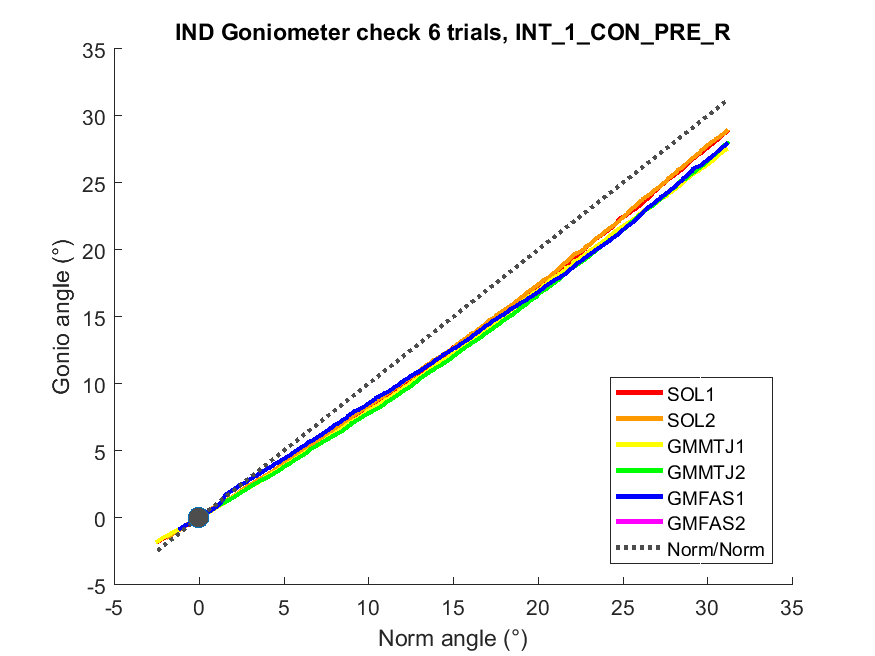 IND Goniometer check 6 trials, INT_1_CON_PRE_R
35
30
25
20
15
10
5
0
-5
Gonio angle (°)
-5
0
5
10
15
20
25
30
35
Norm angle (°)
SOL1
SOL2
GMMTJ1
GMMTJ2
GMFAS1
GMFAS2
Norm/Norm